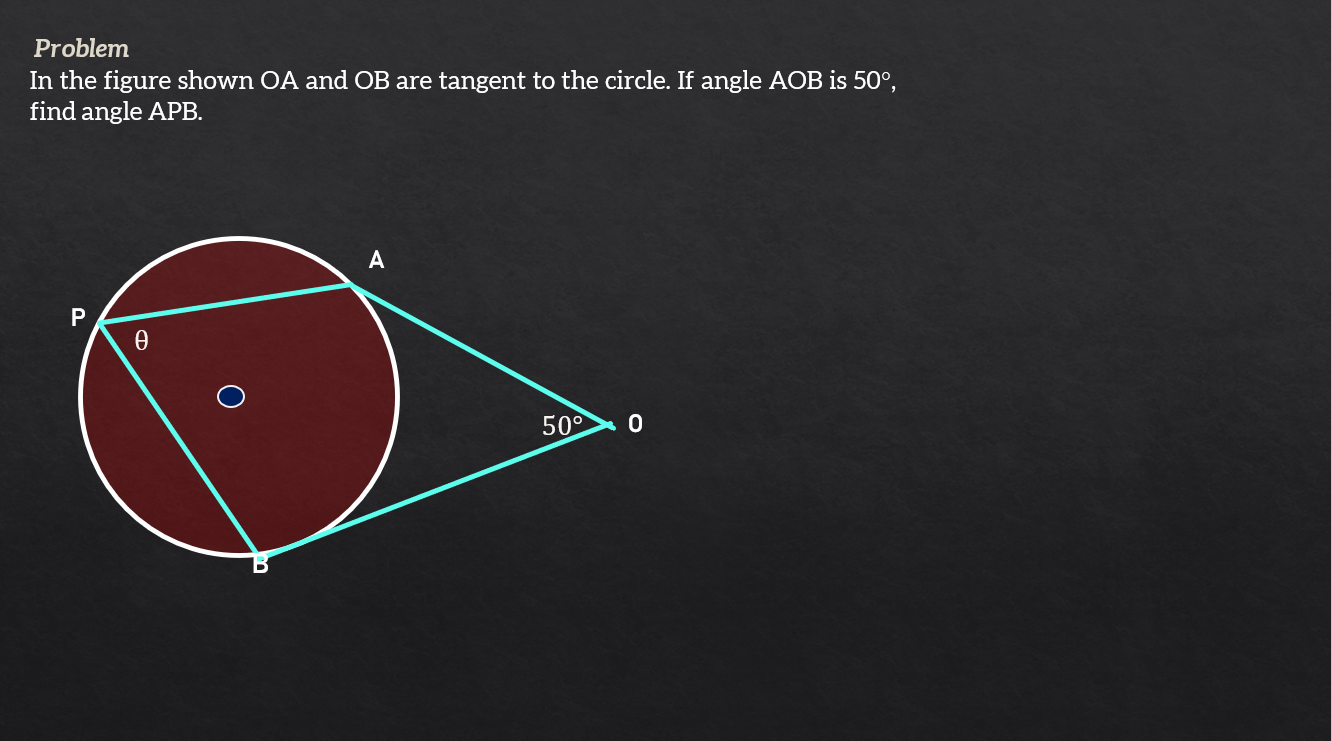 Problem
In the figure shown OA and OB are tangent to the circle. If angle AOB is 50°,
find angle APB.
A
P
θ
50°
O
B